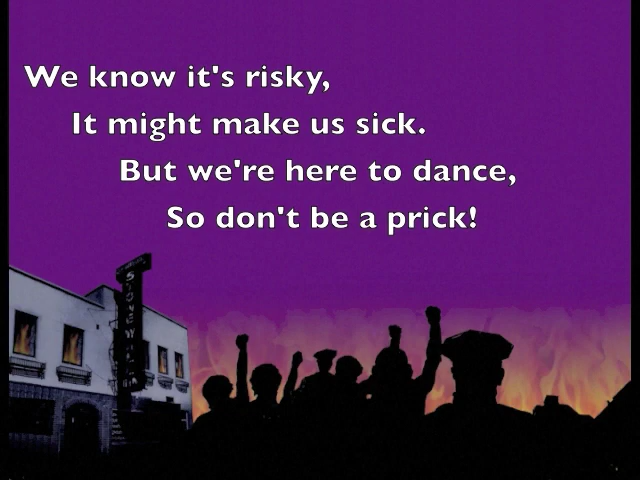 We know it's risky,
It might make us sick.
But we're here to dance,
So don't be a prick!
STONEWALL